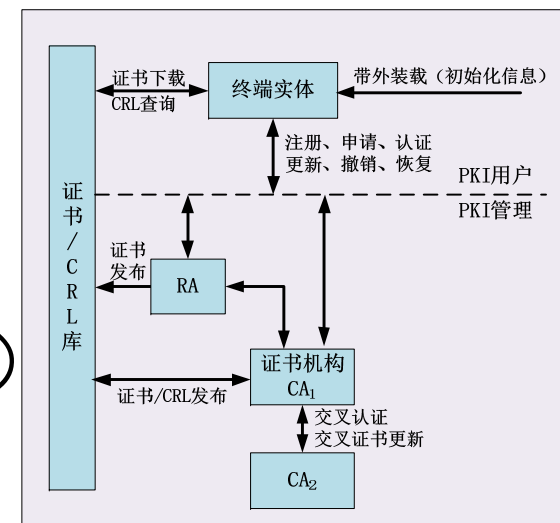 证书下载
CRL查询
终端实体
带外装载（初始化信息）
注册、申请、认证
更新、撤销、恢复
PKI用户
PKI管理
证
书
/
C
R
L
库
证书
发布
RA
证书机构
CA₁
证书/CRL发布
交叉认证
交叉证书更新
CA₂